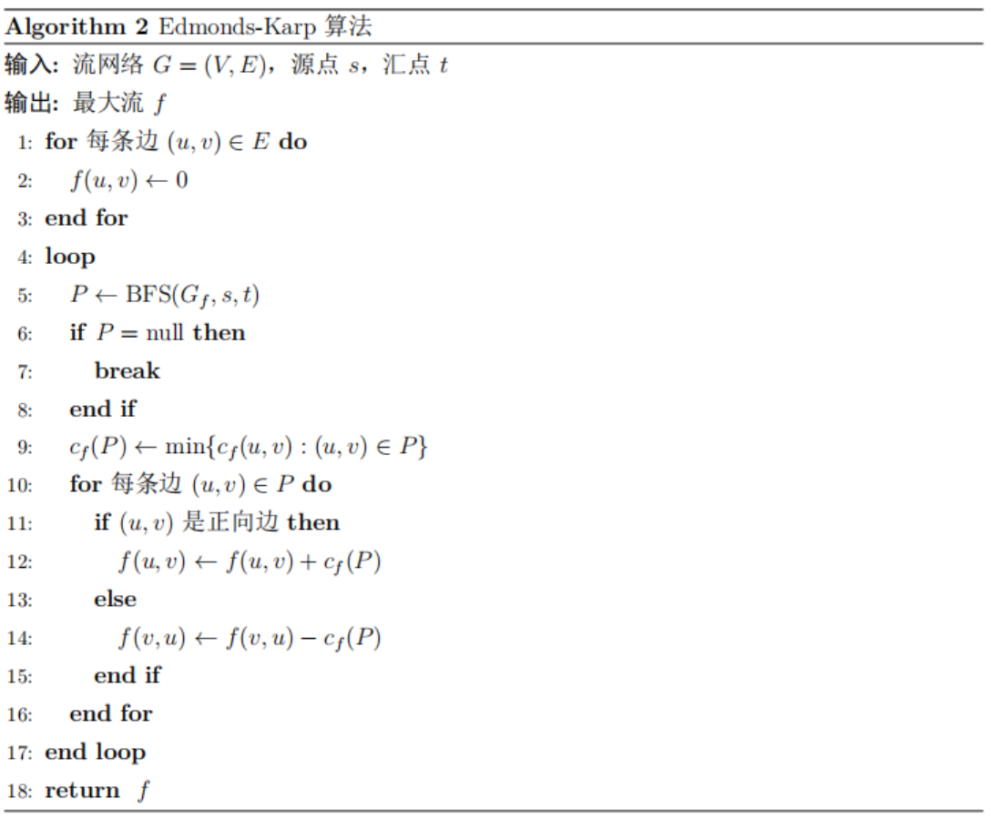 Algorithm 2 Edmonds-Karp 算法
输入: 流网络 G = (V, E)，源点 s，汇点 t
输出: 最大流 f
1: for 每条边 (u, v) ∈ E do
2: f(u, v) ← 0
3: end for
4: loop
5: P ← BFS(G_f, s, t)
6: if P = null then
7: break
8: end if
9: c_f(P) ← min{c_f(u, v) : (u, v) ∈ P}
10: for 每条边 (u, v) ∈ P do
11: if (u, v) 是正向边 then
12: f(u, v) ← f(u, v) + c_f(P)
13: else
14: f(v, u) ← f(v, u) − c_f(P)
15: end if
16: end for
17: end loop
18: return f